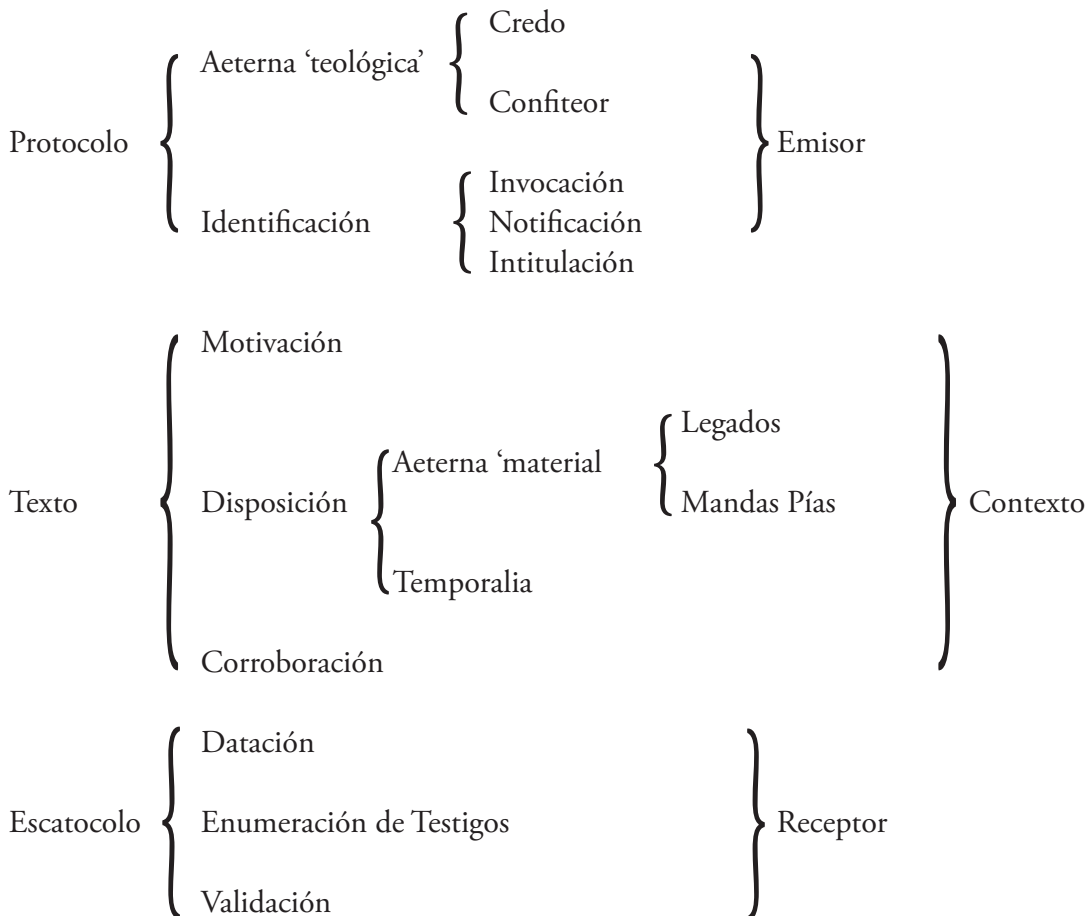 Credo
Aeterna ‘teológica’
Confiteor
Protocolo
Emisor
Invocación
Identificación
Notificación
Intitulación
Motivación
Legados
Aeterna ‘material
Texto
Disposición
Mandas Pías
Contexto
Temporalia
Corroboración
Datación
Escatocolo
Enumeración de Testigos
Receptor
Validación